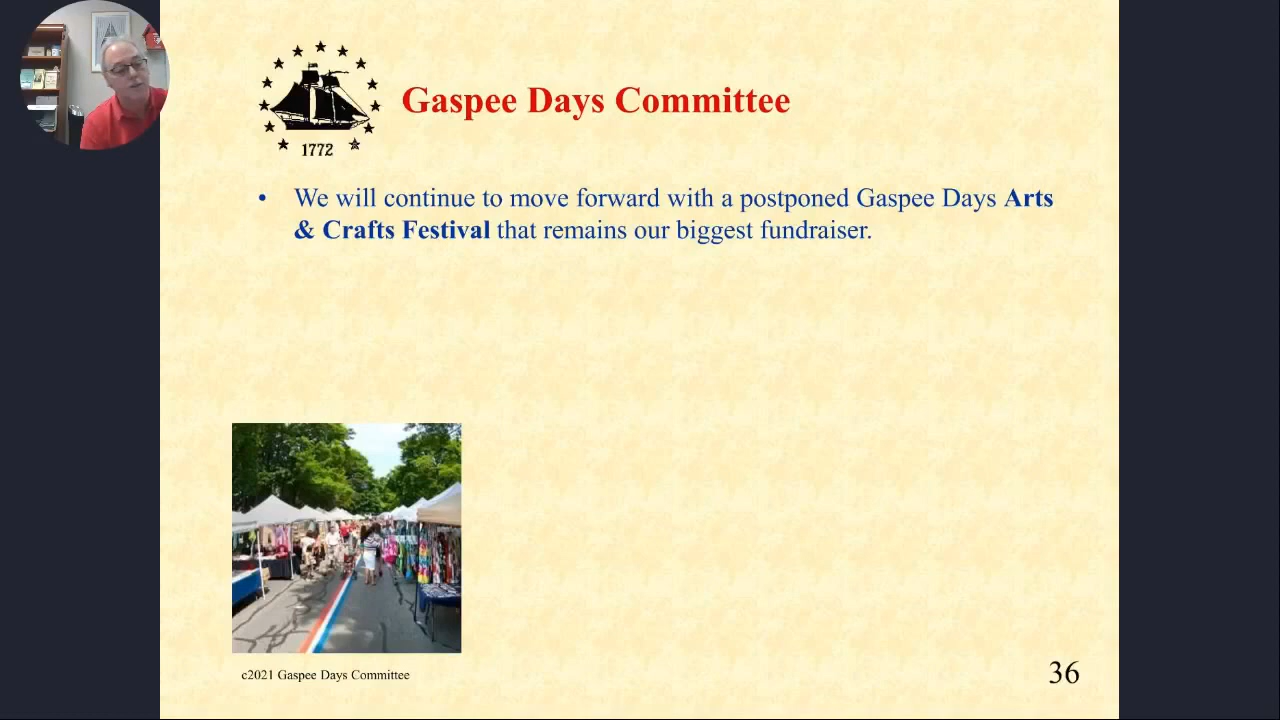 Gaspee Days Committee
1772
• We will continue to move forward with a postponed Gaspee Days Arts
& Crafts Festival that remains our biggest fundraiser.
c2021 Gaspee Days Committee
36